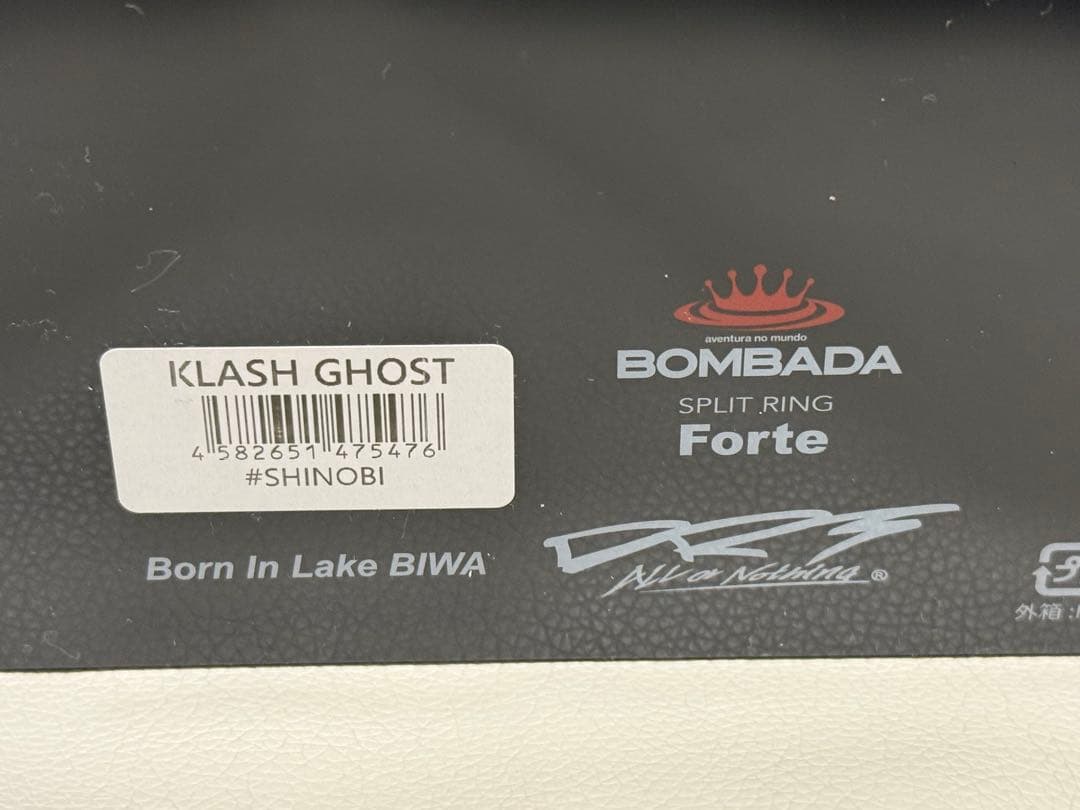 KLASH GHOST
4 582651 475476
#SHINOBI
Born In Lake BIWA
aventura no mundo
BOMBADA
SPLIT RING
Forte
DRT
All or Nothing ®
外箱: